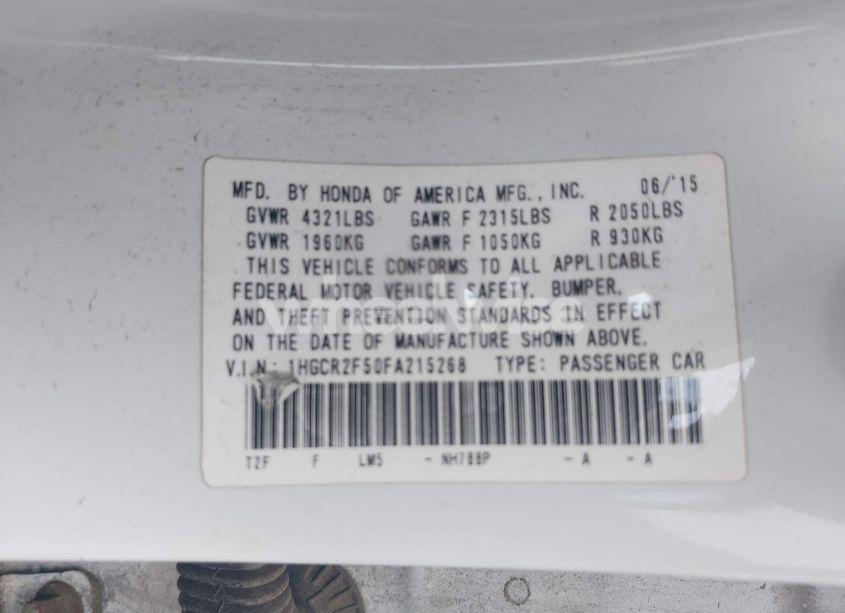 MFD. BY HONDA OF AMERICA MFG., INC. 06/'15
GVWR 4321LBS GAWR F 2315LBS R 2050LBS
GVWR 1960KG GAWR F 1050KG R 930KG
THIS VEHICLE CONFORMS TO ALL APPLICABLE
FEDERAL MOTOR VEHICLE SAFETY, BUMPER,
AND THEFT PREVENTION STANDARDS IN EFFECT
ON THE DATE OF MANUFACTURE SHOWN ABOVE.
V.I.N.: 1HGCR2F50FA215268 TYPE: PASSENGER CAR
T2F F LM5 - NH788P - A - A